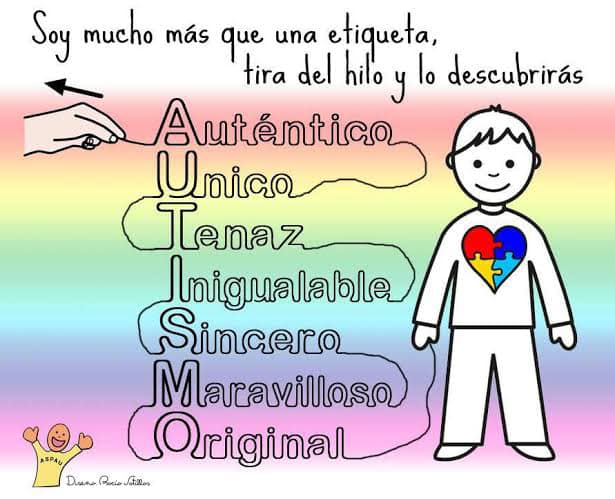 Soy mucho más que una etiqueta,
tira del hilo y lo descubrirás
Auténtico
Unico
Tenaz
Inigualable
Sincero
Maravilloso
Original
ASPAU
Diseño Rocío